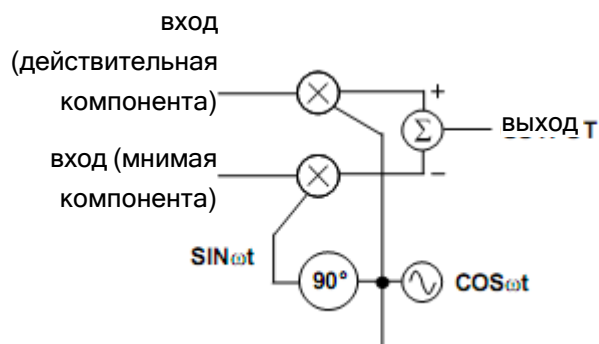 вход
(действительная
компонента)
+
Σ
выход T
вход (мнимая
компонента)
−
SINωt
90°
COSωt